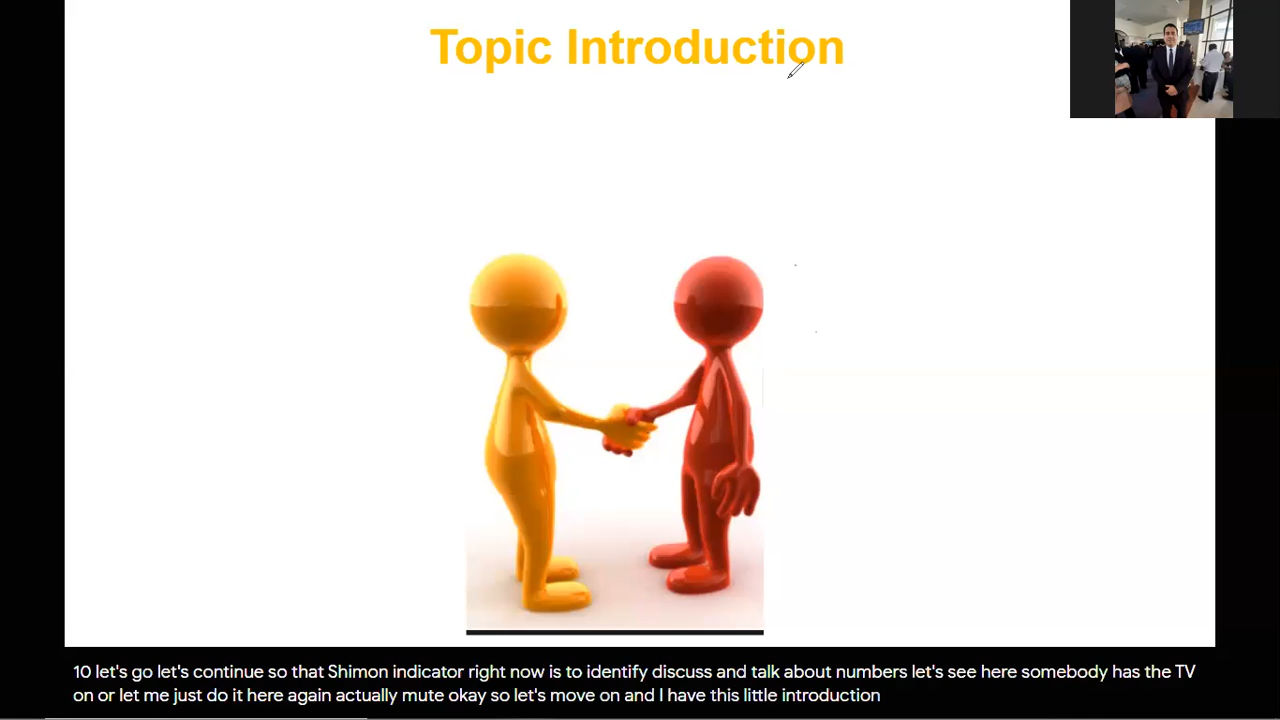 Topic Introduction
10 let's go let's continue so that Shimon indicator right now is to identify discuss and talk about numbers let's see here somebody has the TV
on or let me just do it here again actually mute okay so let's move on and I have this little introduction